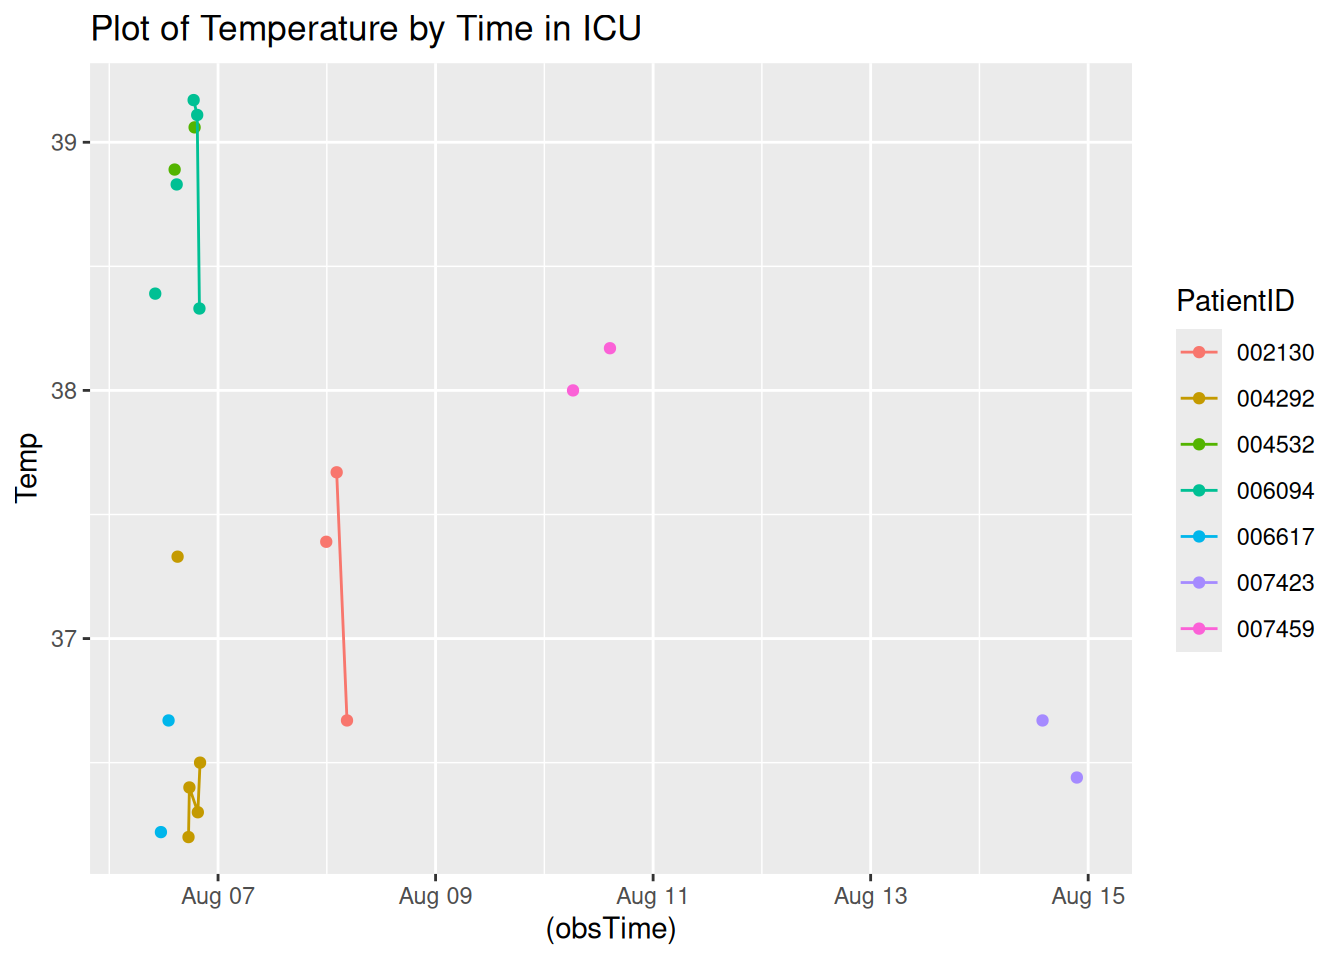 Plot of Temperature by Time in ICU
39
38
37
Temp
Aug 07
Aug 09
Aug 11
Aug 13
Aug 15
(obsTime)
PatientID
002130
004292
004532
006094
006617
007423
007459